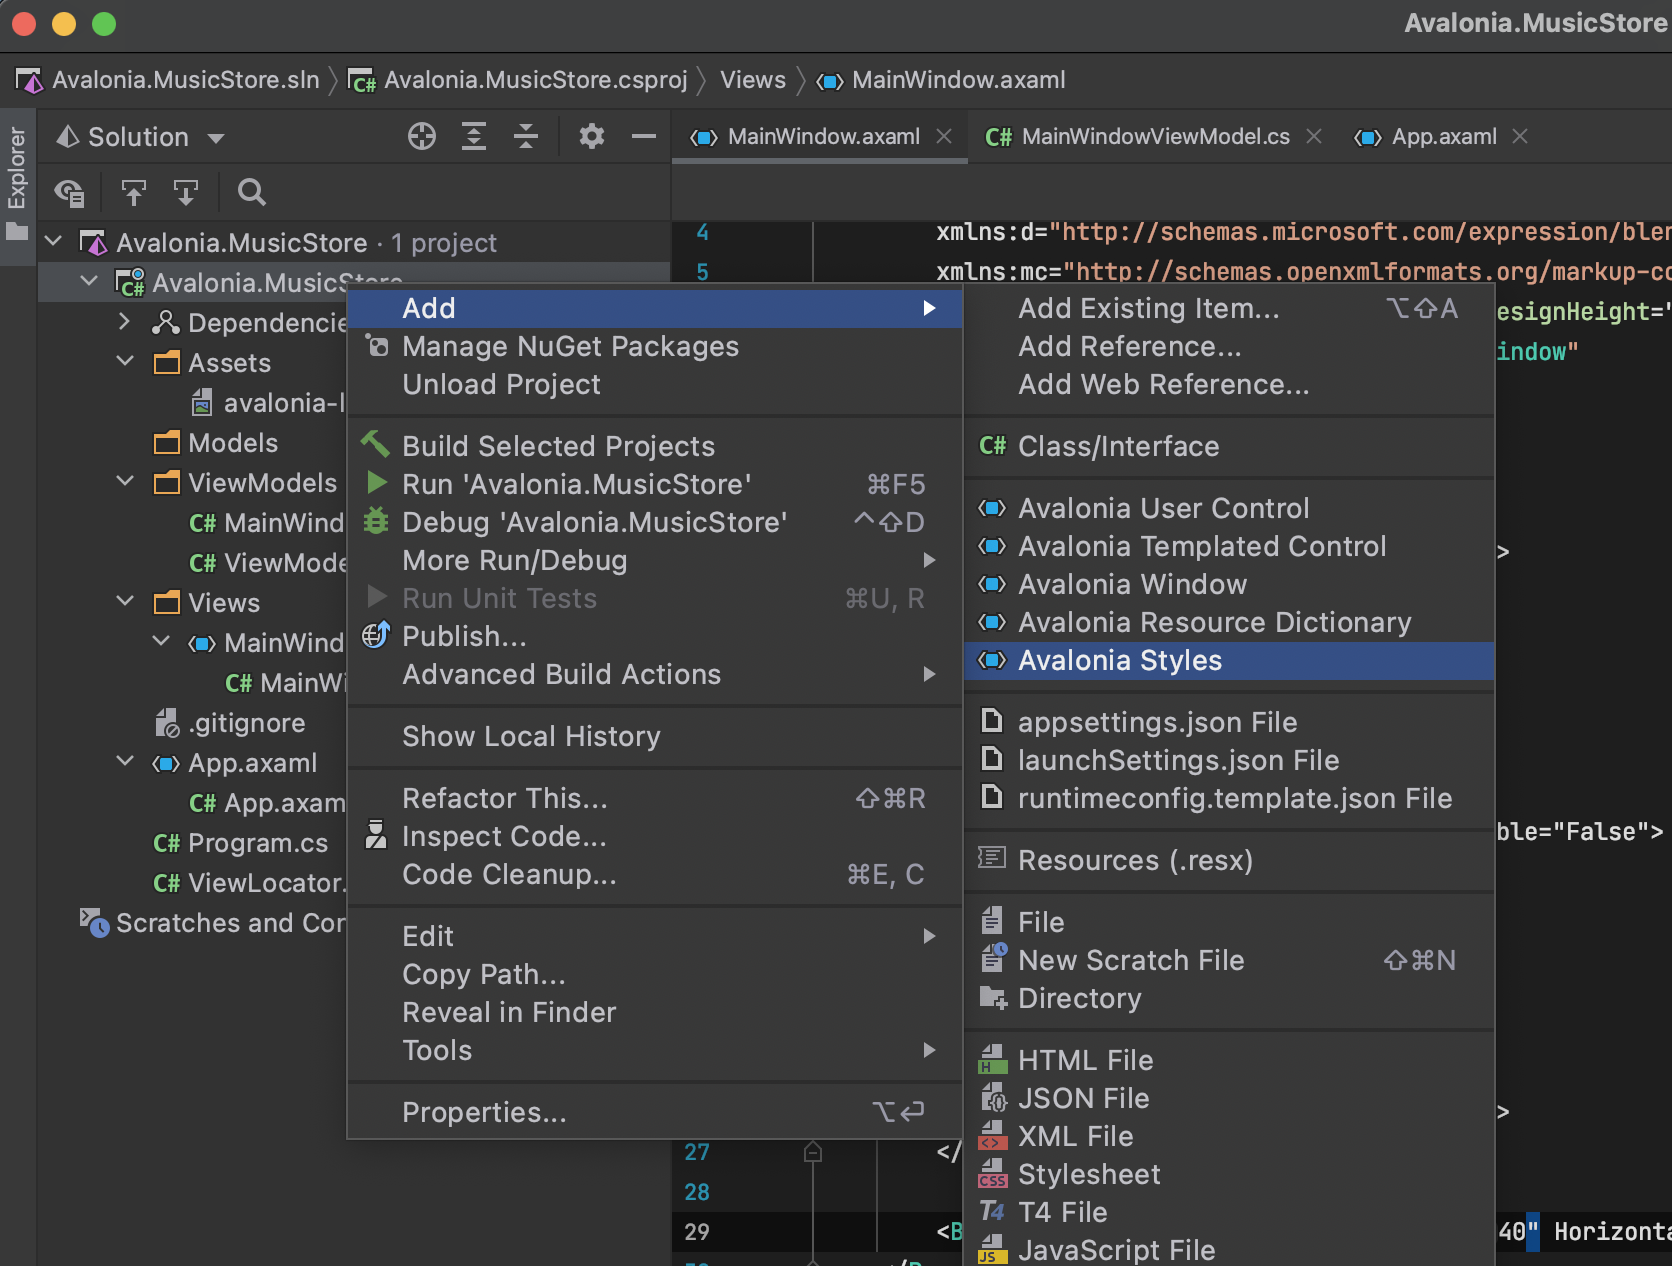 Avalonia.MusicStore
Avalonia.MusicStore.sln
Avalonia.MusicStore.csproj
Views
MainWindow.axaml
Explorer
Solution
MainWindow.axaml
MainWindowViewModel.cs
App.axaml
Avalonia.MusicStore · 1 project
Avalonia.MusicStore
Dependencie
Assets
avalonia-l
Models
ViewModels
C# MainWind
C# ViewMode
Views
MainWind
C# MainWi
.gitignore
App.axaml
C# App.axam
C# Program.cs
C# ViewLocator.
Scratches and Con
Add
Manage NuGet Packages
Unload Project
Build Selected Projects
Run 'Avalonia.MusicStore' ⌘F5
Debug 'Avalonia.MusicStore' ^⇧D
More Run/Debug
Run Unit Tests ⌘U, R
Publish...
Advanced Build Actions
Show Local History
Refactor This... ⇧⌘R
Inspect Code...
Code Cleanup... ⌘E, C
Edit
Copy Path...
Reveal in Finder
Tools
Properties... ⌥↩
Add Existing Item... ⌥⇧A
Add Reference...
Add Web Reference...
C# Class/Interface
Avalonia User Control
Avalonia Templated Control
Avalonia Window
Avalonia Resource Dictionary
Avalonia Styles
appsettings.json File
launchSettings.json File
runtimeconfig.template.json File
Resources (.resx)
File
New Scratch File ⇧⌘N
Directory
HTML File
JSON File
XML File
Stylesheet
T4 File
JavaScript File
4 xmlns:d="http://schemas.microsoft.com/expression/blen
5 xmlns:mc="http://schemas.openxmlformats.org/markup-co
esignHeight="
indow"
>
ble="False">
>
27 </
28
29 <B 40" Horizonta